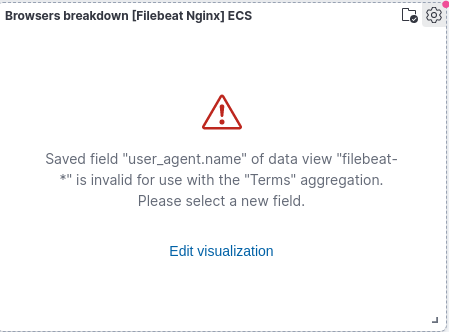 Browsers breakdown [Filebeat Nginx] ECS
Saved field "user_agent.name" of data view "filebeat-
*" is invalid for use with the "Terms" aggregation.
Please select a new field.
Edit visualization